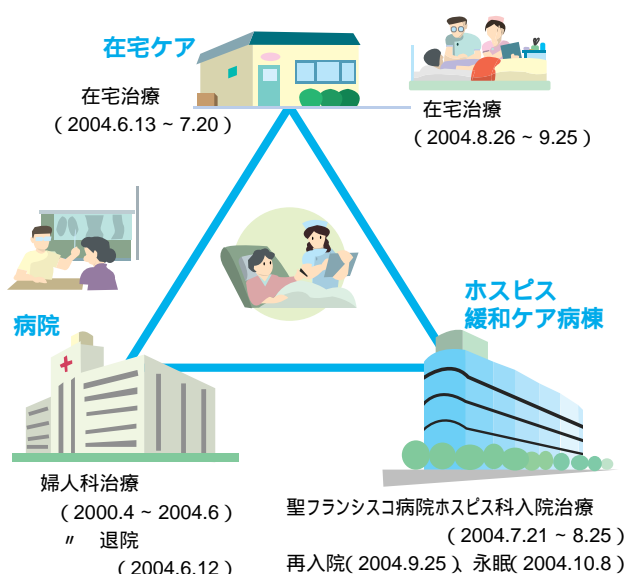 在宅ケア
在宅治療
（2004.6.13 ~ 7.20）
在宅治療
（2004.8.26 ~ 9.25）
病院
ホスピス
緩和ケア病棟
婦人科治療
（2000.4 ~ 2004.6）
〃　退院
（2004.6.12）
聖フランシスコ病院ホスピス科入院治療
（2004.7.21 ~ 8.25）
再入院（2004.9.25）、永眠（2004.10.8）